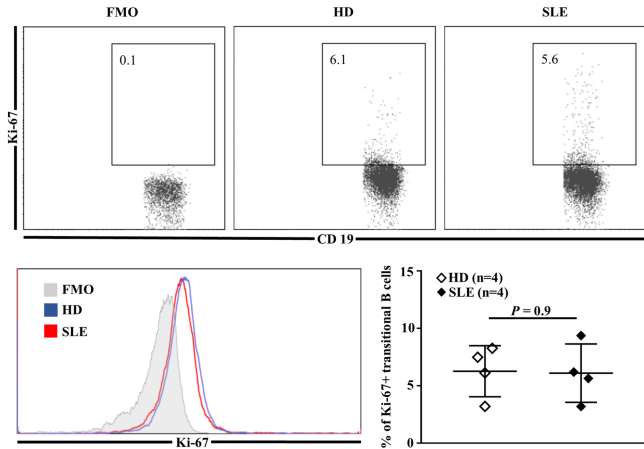 FMO
HD
SLE
0.1
6.1
5.6
Ki-67
CD 19
FMO
HD
SLE
Ki-67
% of Ki-67+ transitional B cells
15
10
5
0
HD (n=4)
SLE (n=4)
P = 0.9